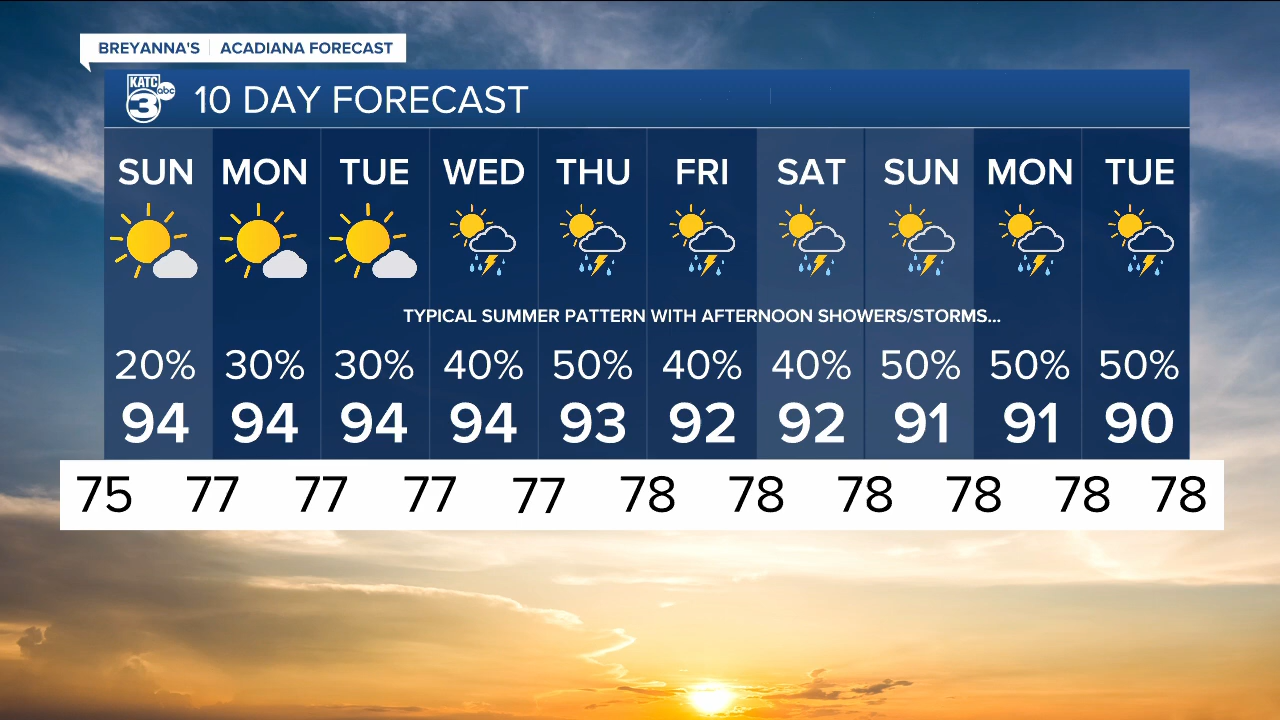 BREYANNA'S | ACADIANA FORECAST
KATC 3 abc
10 DAY FORECAST
SUN MON TUE WED THU FRI SAT SUN MON TUE
TYPICAL SUMMER PATTERN WITH AFTERNOON SHOWERS/STORMS...
20% 30% 30% 40% 50% 40% 40% 50% 50% 50%
94 94 94 94 93 92 92 91 91 90
75 77 77 77 77 78 78 78 78 78 78